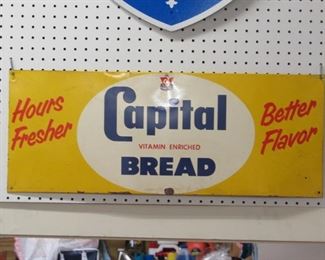 Hours
Fresher
Capital
VITAMIN ENRICHED
BREAD
Better
Flavor